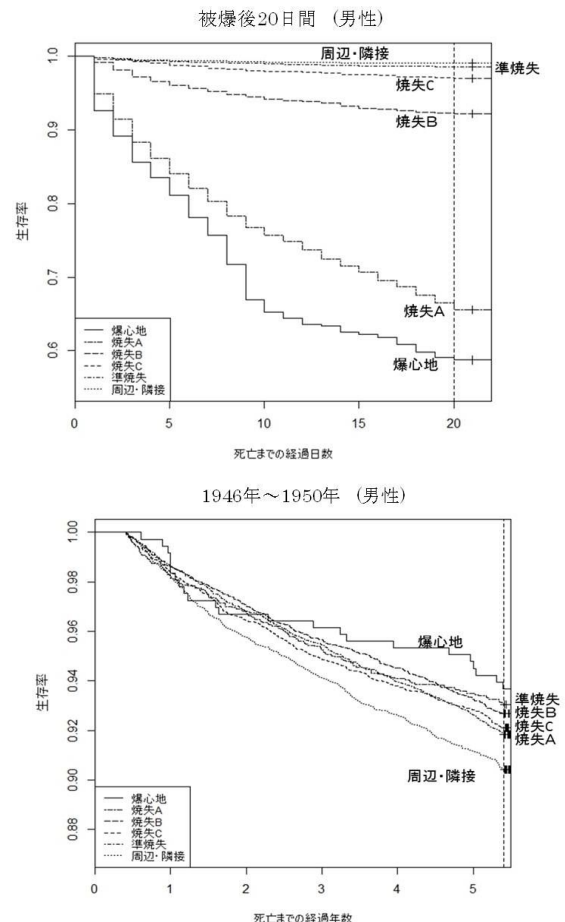 被爆後20日間 (男性)
1.0
0.9
0.8
0.7
0.6
生存率
周辺・隣接
準焼失
焼失C
焼失B
焼失A
爆心地
爆心地
焼失A
焼失B
焼失C
準焼失
周辺・隣接
0 5 10 15 20
死亡までの経過日数
1946年～1950年 (男性)
1.00
0.98
0.96
0.94
0.92
0.90
0.88
生存率
爆心地
準焼失
焼失B
焼失C
焼失A
周辺・隣接
爆心地
焼失A
焼失B
焼失C
準焼失
周辺・隣接
0 1 2 3 4 5
死亡までの経過年数